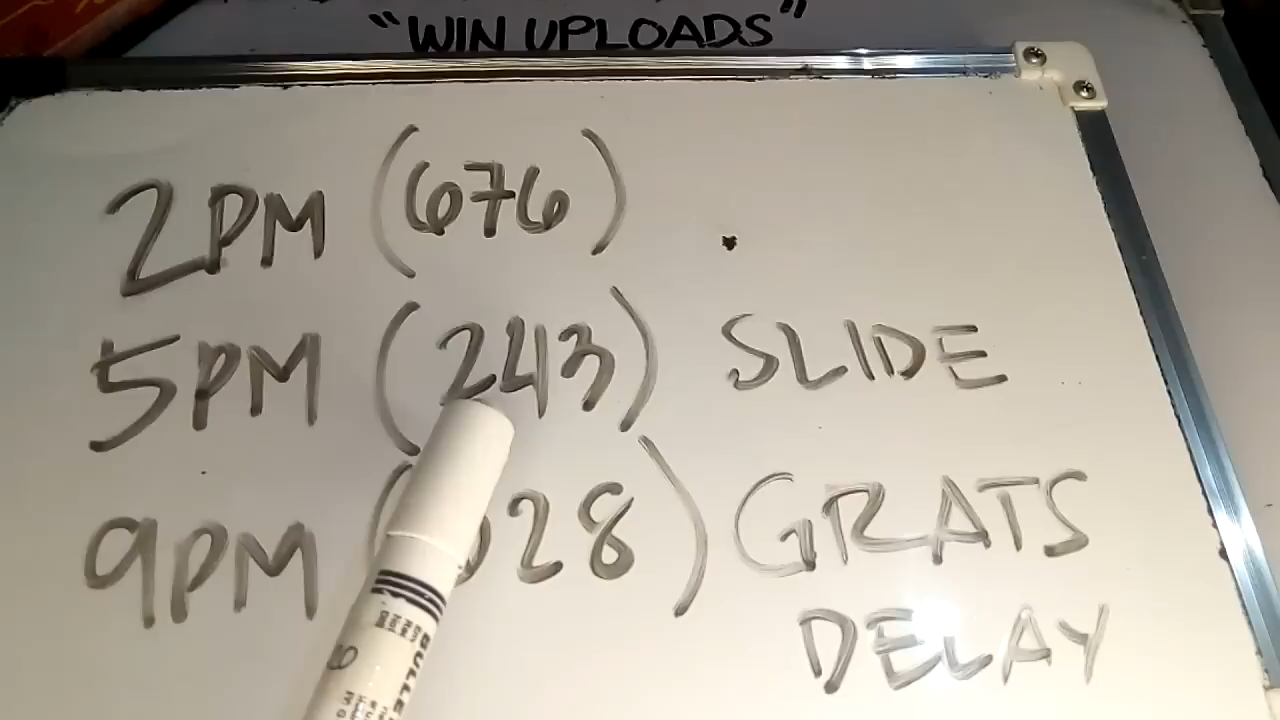 "WIN UPLOADS"
2PM (676)
5PM (243) SLIDE
9PM ( 28) GRATS
DELAY